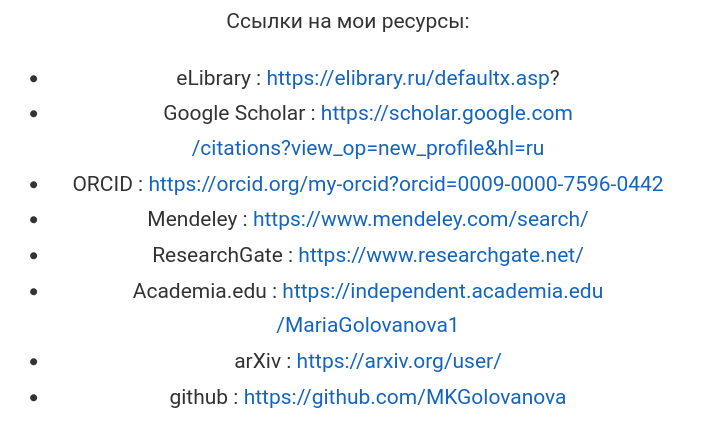 Ссылки на мои ресурсы:
eLibrary : https://elibrary.ru/defaultx.asp?
Google Scholar : https://scholar.google.com
/citations?view_op=new_profile&hl=ru
ORCID : https://orcid.org/my-orcid?orcid=0009-0000-7596-0442
Mendeley : https://www.mendeley.com/search/
ResearchGate : https://www.researchgate.net/
Academia.edu : https://independent.academia.edu
/MariaGolovanova1
arXiv : https://arxiv.org/user/
github : https://github.com/MKGolovanova